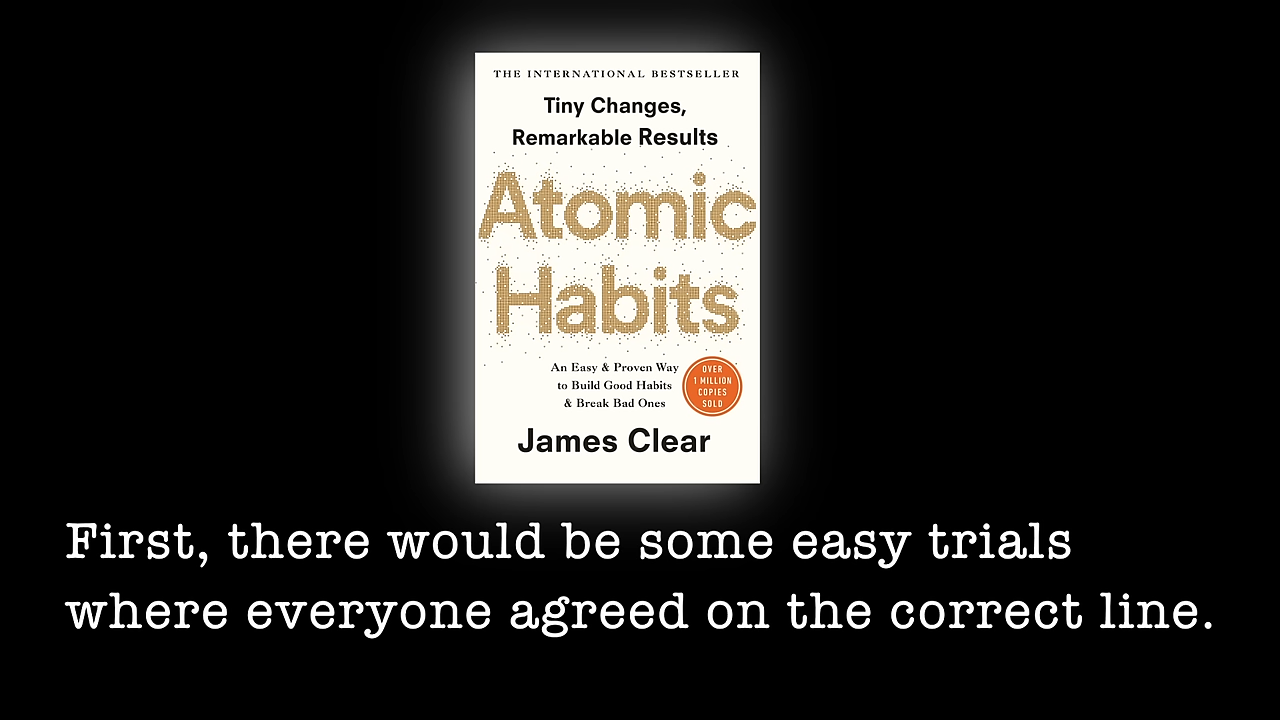 THE INTERNATIONAL BESTSELLER
Tiny Changes,
Remarkable Results
Atomic
Habits
An Easy & Proven Way
to Build Good Habits
& Break Bad Ones
OVER
1 MILLION
COPIES
SOLD
James Clear
First, there would be some easy trials
where everyone agreed on the correct line.